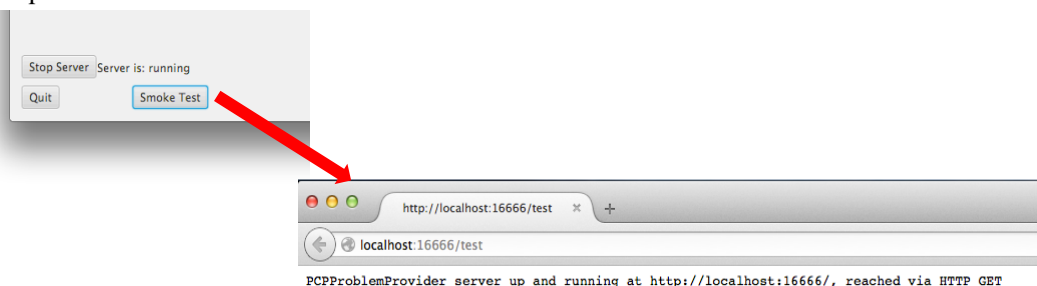 Stop Server Server is: running
Quit Smoke Test
http://localhost:16666/test
localhost:16666/test
PCPProblemProvider server up and running at http://localhost:16666/, reached via HTTP GET